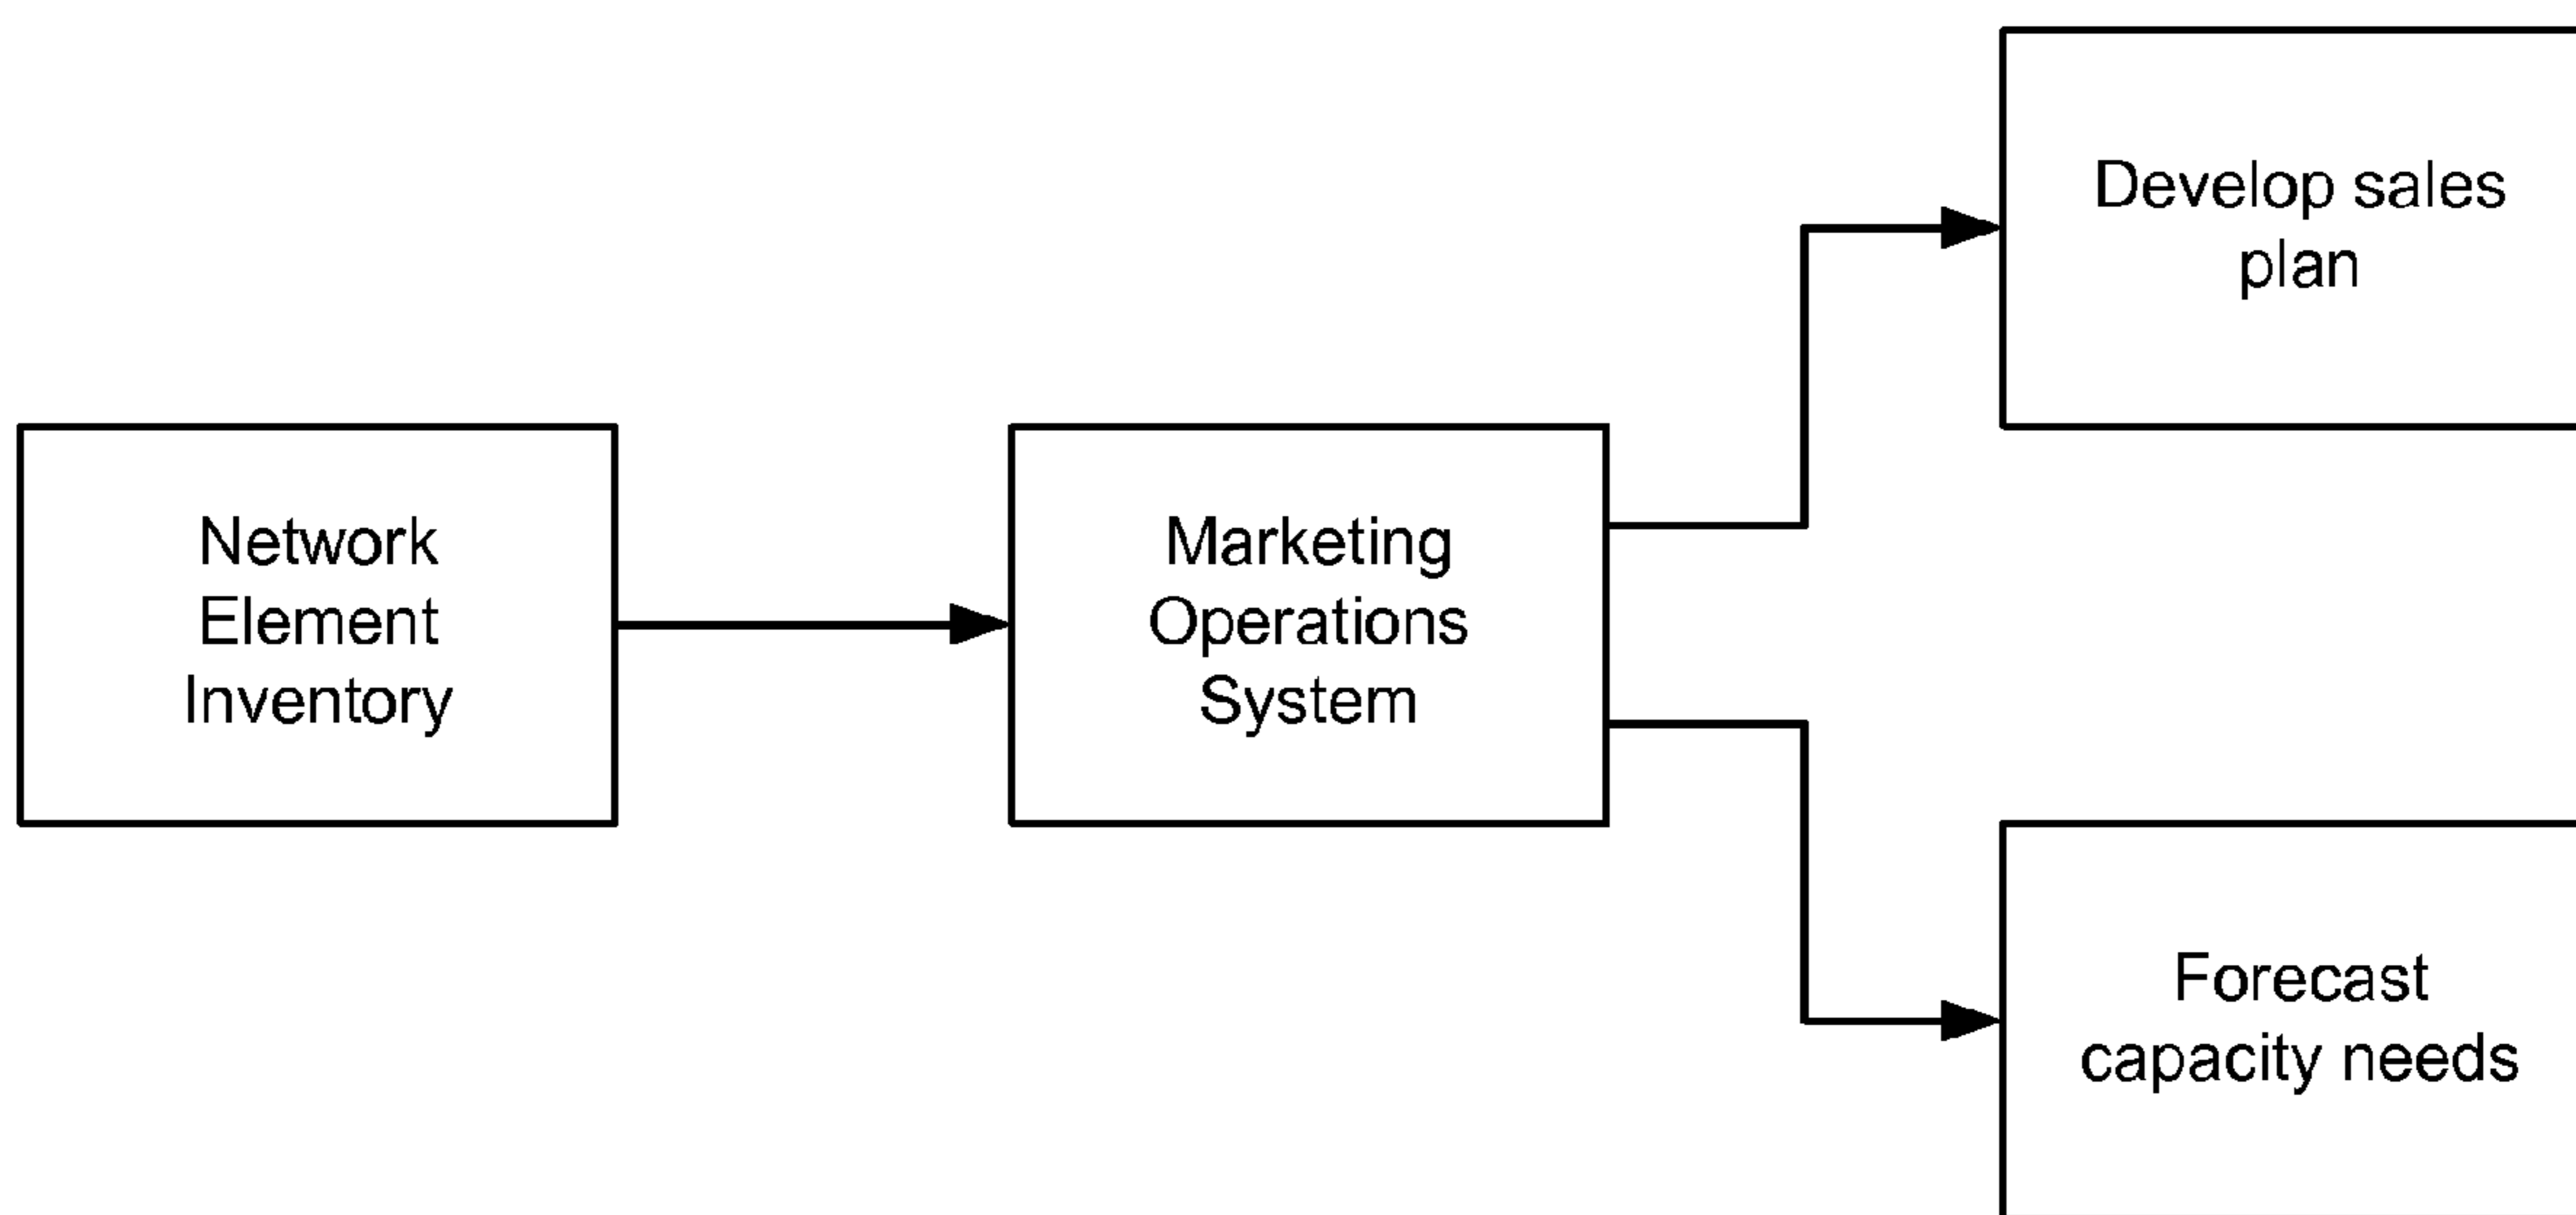 Network
Element
Inventory
Marketing
Operations
System
Develop sales
plan
Forecast
capacity needs